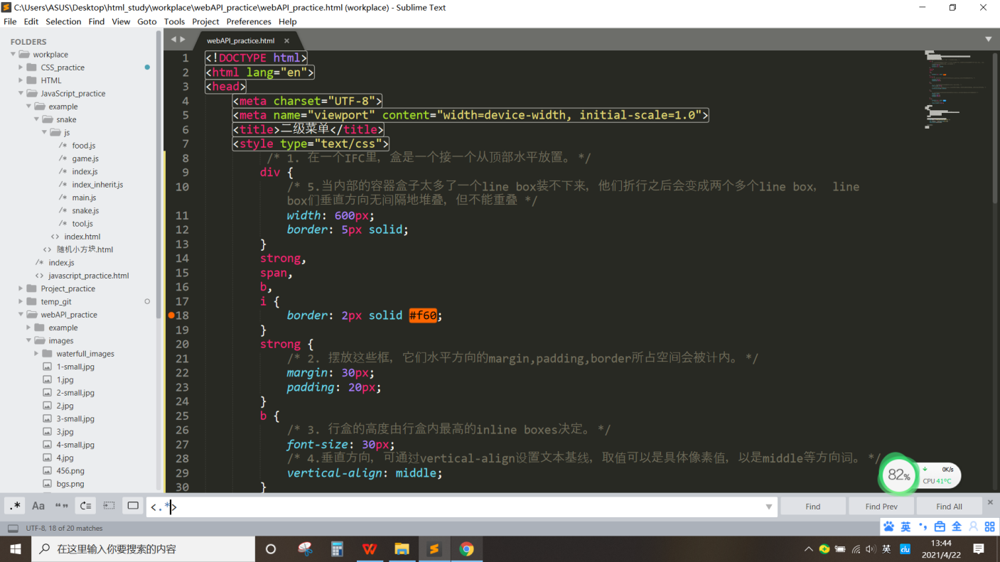 C:\Users\ASUS\Desktop\html_study\workplace\webAPI_practice\webAPI_practice.html (workplace) - Sublime Text
File Edit Selection Find View Goto Tools Project Preferences Help
FOLDERS
workplace
CSS_practice
HTML
JavaScript_practice
example
snake
js
/* food.js
/* game.js
/* index.js
/* index_inherit.js
/* main.js
/* snake.js
/* tool.js
<> index.html
<> 随机小方块.html
/* index.js
<> javascript_practice.html
Project_practice
temp_git
webAPI_practice
example
images
waterfull_images
1-small.jpg
1.jpg
2-small.jpg
2.jpg
3-small.jpg
3.jpg
4-small.jpg
4.jpg
456.png
bgs.png
webAPI_practice.html ×
1 <!DOCTYPE html>
2 <html lang="en">
3 <head>
4 <meta charset="UTF-8">
5 <meta name="viewport" content="width=device-width, initial-scale=1.0">
6 <title>二级菜单</title>
7 <style type="text/css">
8 /* 1. 在一个IFC里，盒是一个接一个从顶部水平放置。 */
9 div {
10 /* 5.当内部的容器盒子太多了一个line box装不下来，他们折行之后会变成两个多个line box， line
box们垂直方向无间隔地堆叠，但不能重叠 */
11 width: 600px;
12 border: 5px solid;
13 }
14 strong,
15 span,
16 b,
17 i {
18 border: 2px solid #f60;
19 }
20 strong {
21 /* 2. 摆放这些框，它们水平方向的margin,padding,border所占空间会被计内。 */
22 margin: 30px;
23 padding: 20px;
24 }
25 b {
26 /* 3. 行盒的高度由行盒内最高的inline boxes决定。 */
27 font-size: 30px;
28 /* 4.垂直方向，可通过vertical-align设置文本基线，取值可以是具体像素值，以是middle等方向词。 */
29 vertical-align: middle;
30 }
82%
0K/s
CPU 41°C
.* Aa “” <.*> Find Find Prev Find All ×
UTF-8, 18 of 20 matches
英 全
在这里输入你要搜索的内容
英 du
13:44
2021/4/22